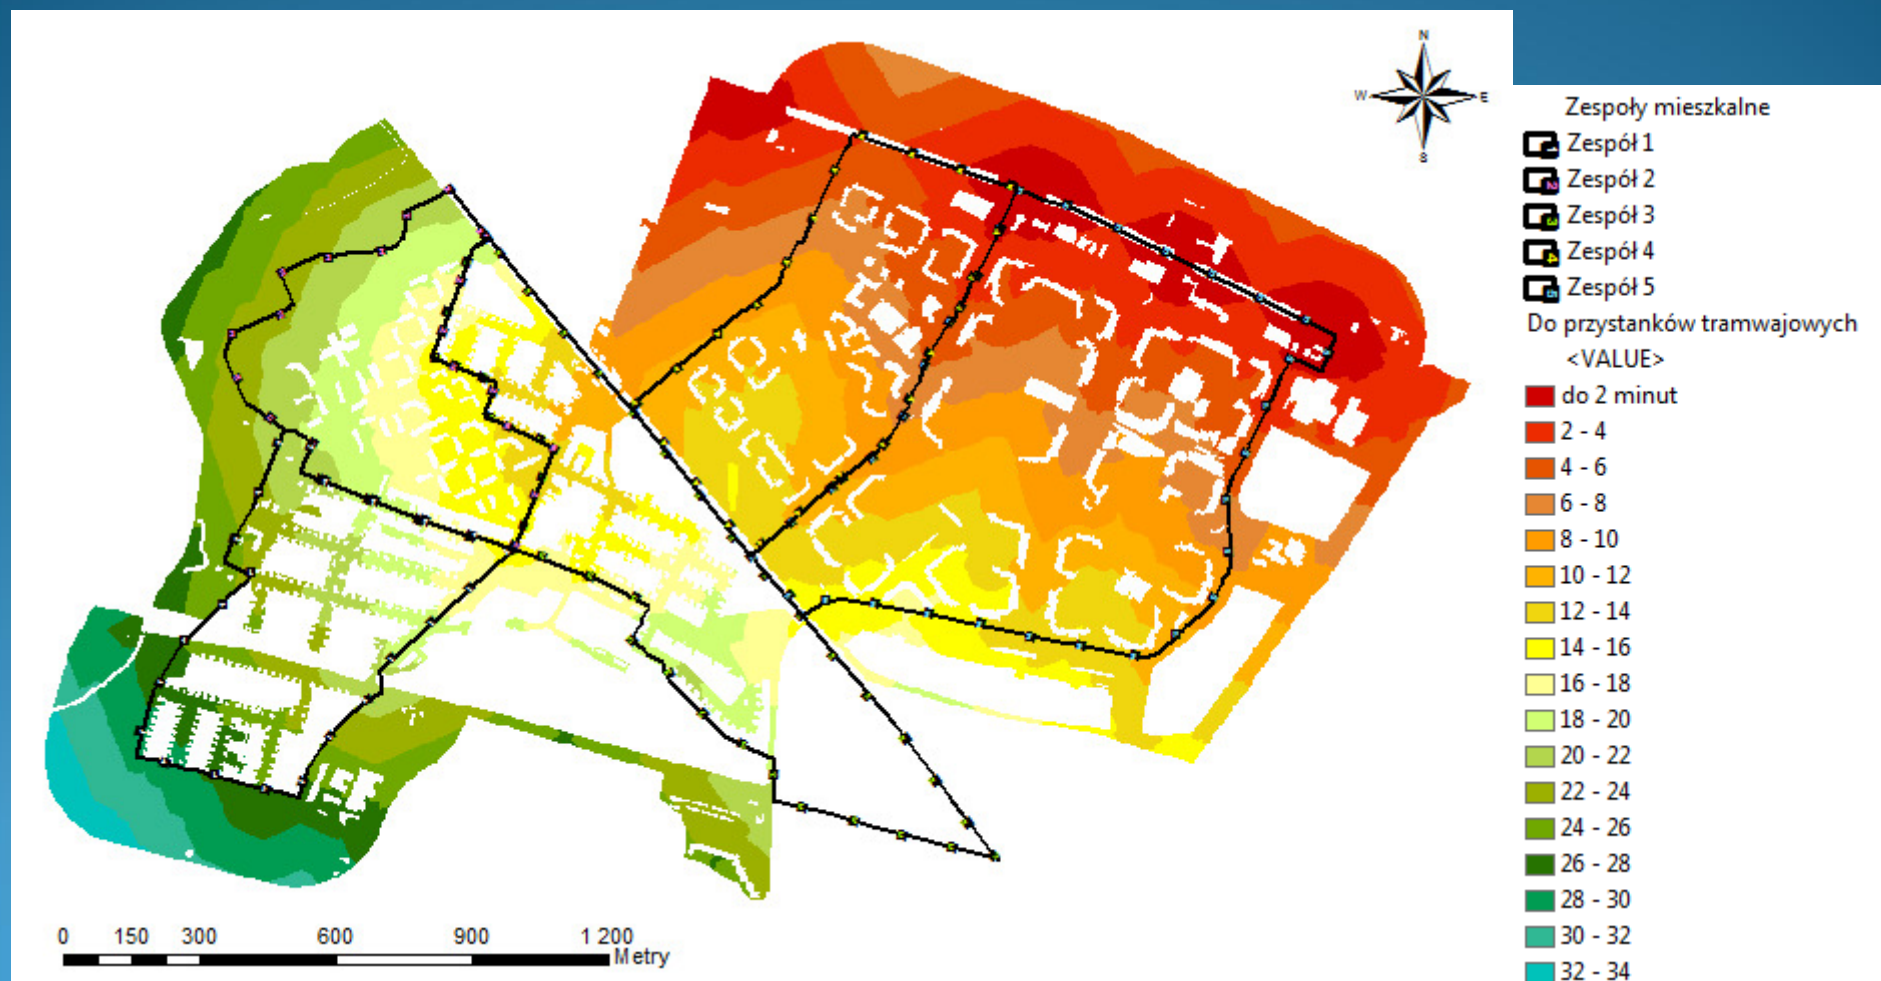 N
W
E
S
Zespoły mieszkalne
Zespół 1
Zespół 2
Zespół 3
Zespół 4
Zespół 5
Do przystanków tramwajowych
<VALUE>
do 2 minut
2 - 4
4 - 6
6 - 8
8 - 10
10 - 12
12 - 14
14 - 16
16 - 18
18 - 20
20 - 22
22 - 24
24 - 26
26 - 28
28 - 30
30 - 32
32 - 34
0 150 300 600 900 1 200
Metry